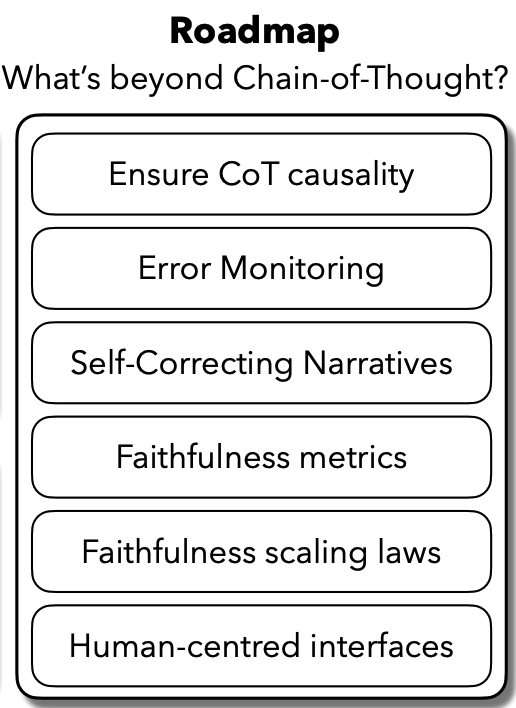 Roadmap
What's beyond Chain-of-Thought?
Ensure CoT causality
Error Monitoring
Self-Correcting Narratives
Faithfulness metrics
Faithfulness scaling laws
Human-centred interfaces